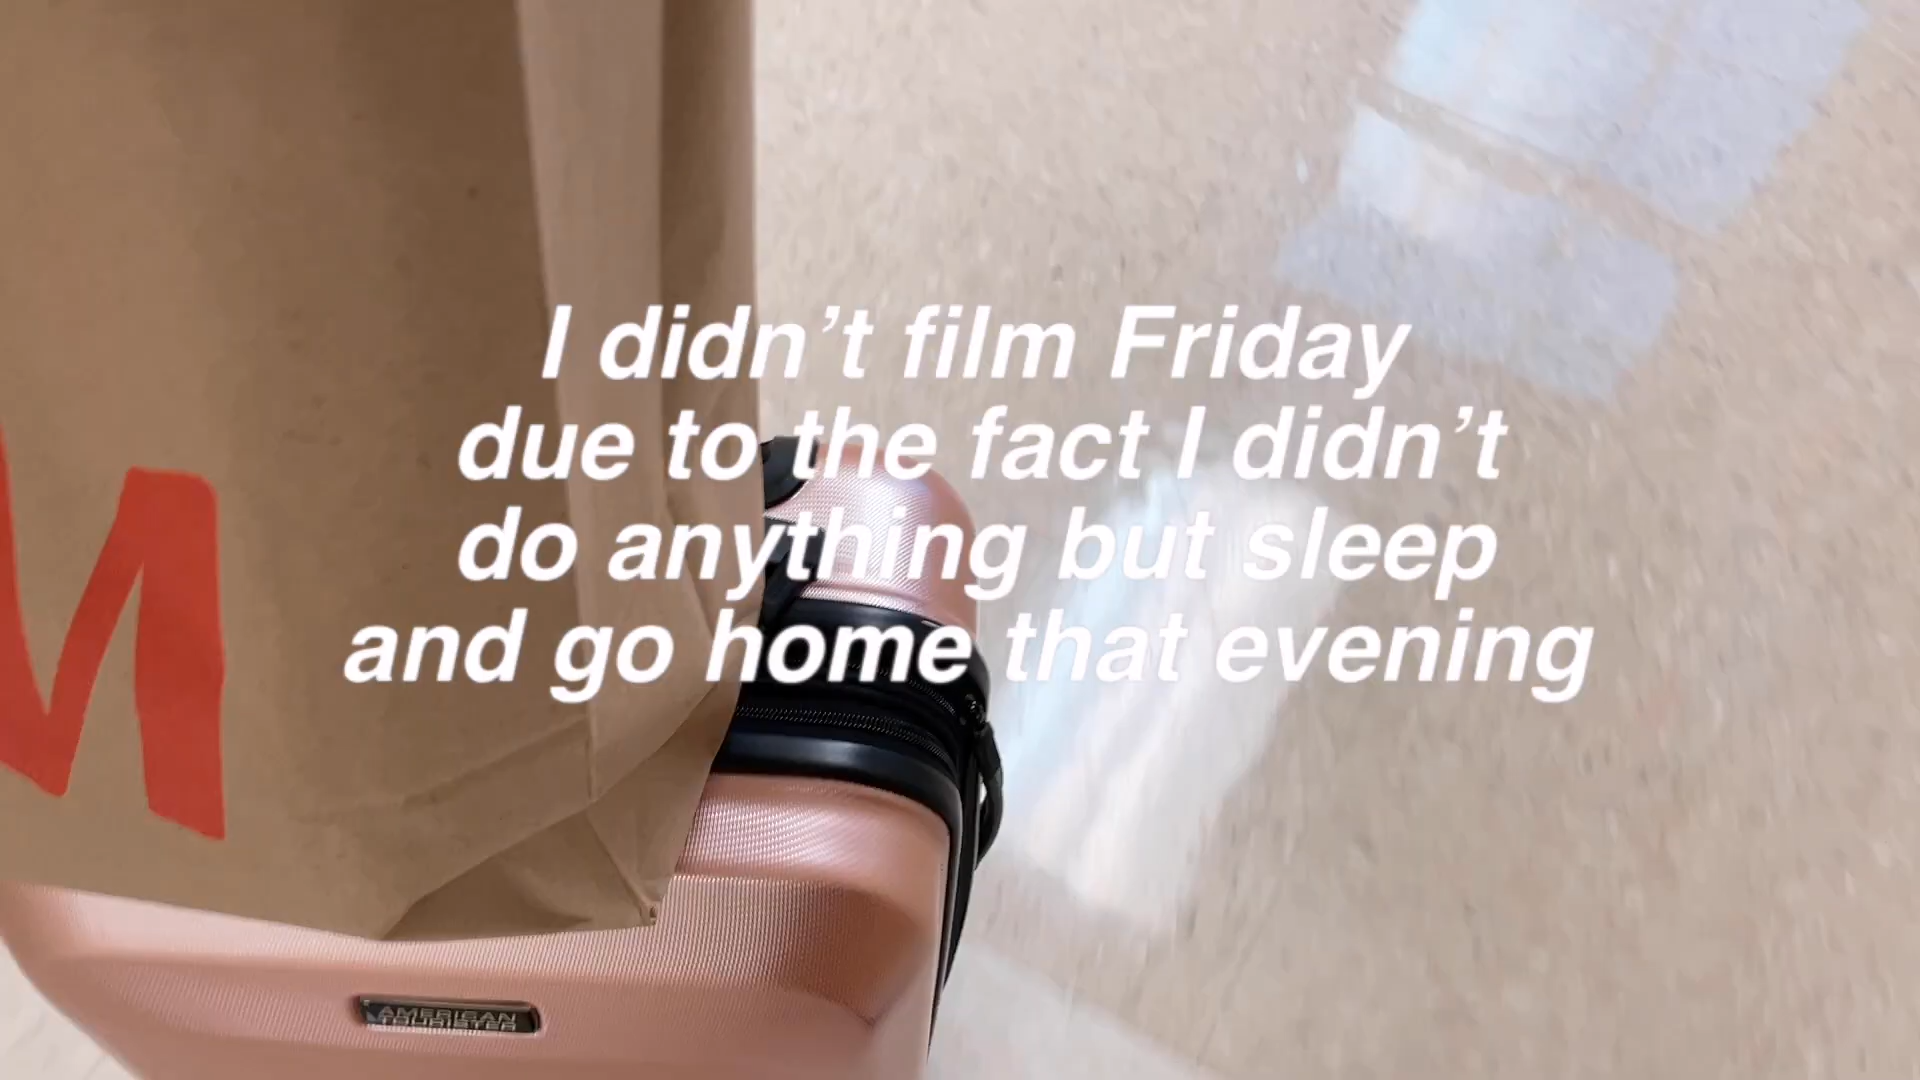 I didn’t film Friday
due to the fact I didn’t
do anything but sleep
and go home that evening
M
AMERICAN
TOURISTER